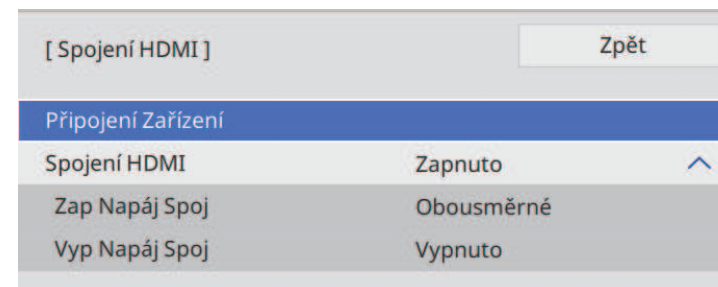 [ Spojení HDMI ] Zpět
Připojení Zařízení
Spojení HDMI Zapnuto
Zap Napáj Spoj Obousměrné
Vyp Napáj Spoj Vypnuto